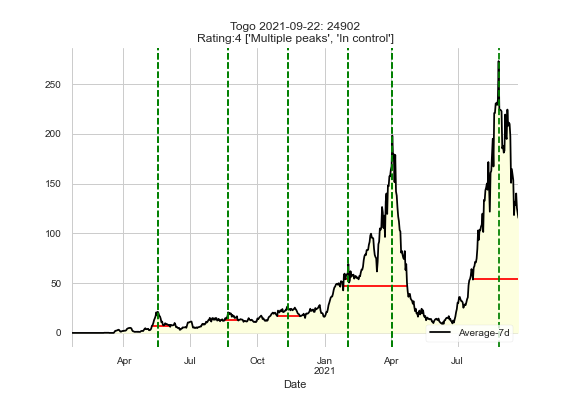 Togo 2021-09-22: 24902
Rating:4 ['Multiple peaks', 'In control']
250
200
150
100
50
0
Apr Jul Oct Jan Apr Jul
2021
Date
Average-7d